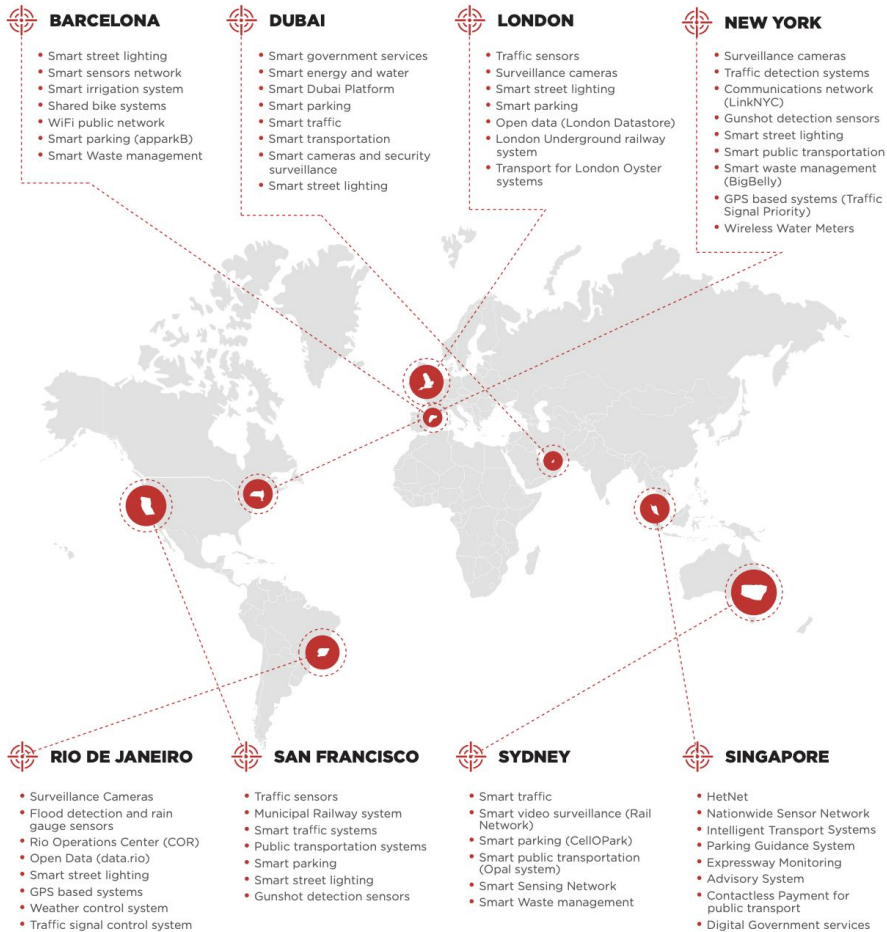 BARCELONA
Smart street lighting
Smart sensors network
Smart irrigation system
Shared bike systems
WiFi public network
Smart parking (apparkB)
Smart Waste management
DUBAI
Smart government services
Smart energy and water
Smart Dubai Platform
Smart parking
Smart traffic
Smart transportation
Smart cameras and security
surveillance
Smart street lighting
LONDON
Traffic sensors
Surveillance cameras
Smart street lighting
Smart parking
Open data (London Datastore)
London Underground railway
system
Transport for London Oyster
systems
NEW YORK
Surveillance cameras
Traffic detection systems
Communications network
(LinkNYC)
Gunshot detection sensors
Smart street lighting
Smart public transportation
Smart waste management
(BigBelly)
GPS based systems (Traffic
Signal Priority)
Wireless Water Meters
RIO DE JANEIRO
Surveillance Cameras
Flood detection and rain
gauge sensors
Rio Operations Center (COR)
Open Data (data.rio)
Smart street lighting
GPS based systems
Weather control system
Traffic signal control system
SAN FRANCISCO
Traffic sensors
Municipal Railway system
Smart traffic systems
Public transportation systems
Smart parking
Smart street lighting
Gunshot detection sensors
SYDNEY
Smart traffic
Smart video surveillance (Rail
Network)
Smart parking (CellOPark)
Smart public transportation
(Opal system)
Smart Sensing Network
Smart Waste management
SINGAPORE
HetNet
Nationwide Sensor Network
Intelligent Transport Systems
Parking Guidance System
Expressway Monitoring
Advisory System
Contactless Payment for
public transport
Digital Government services